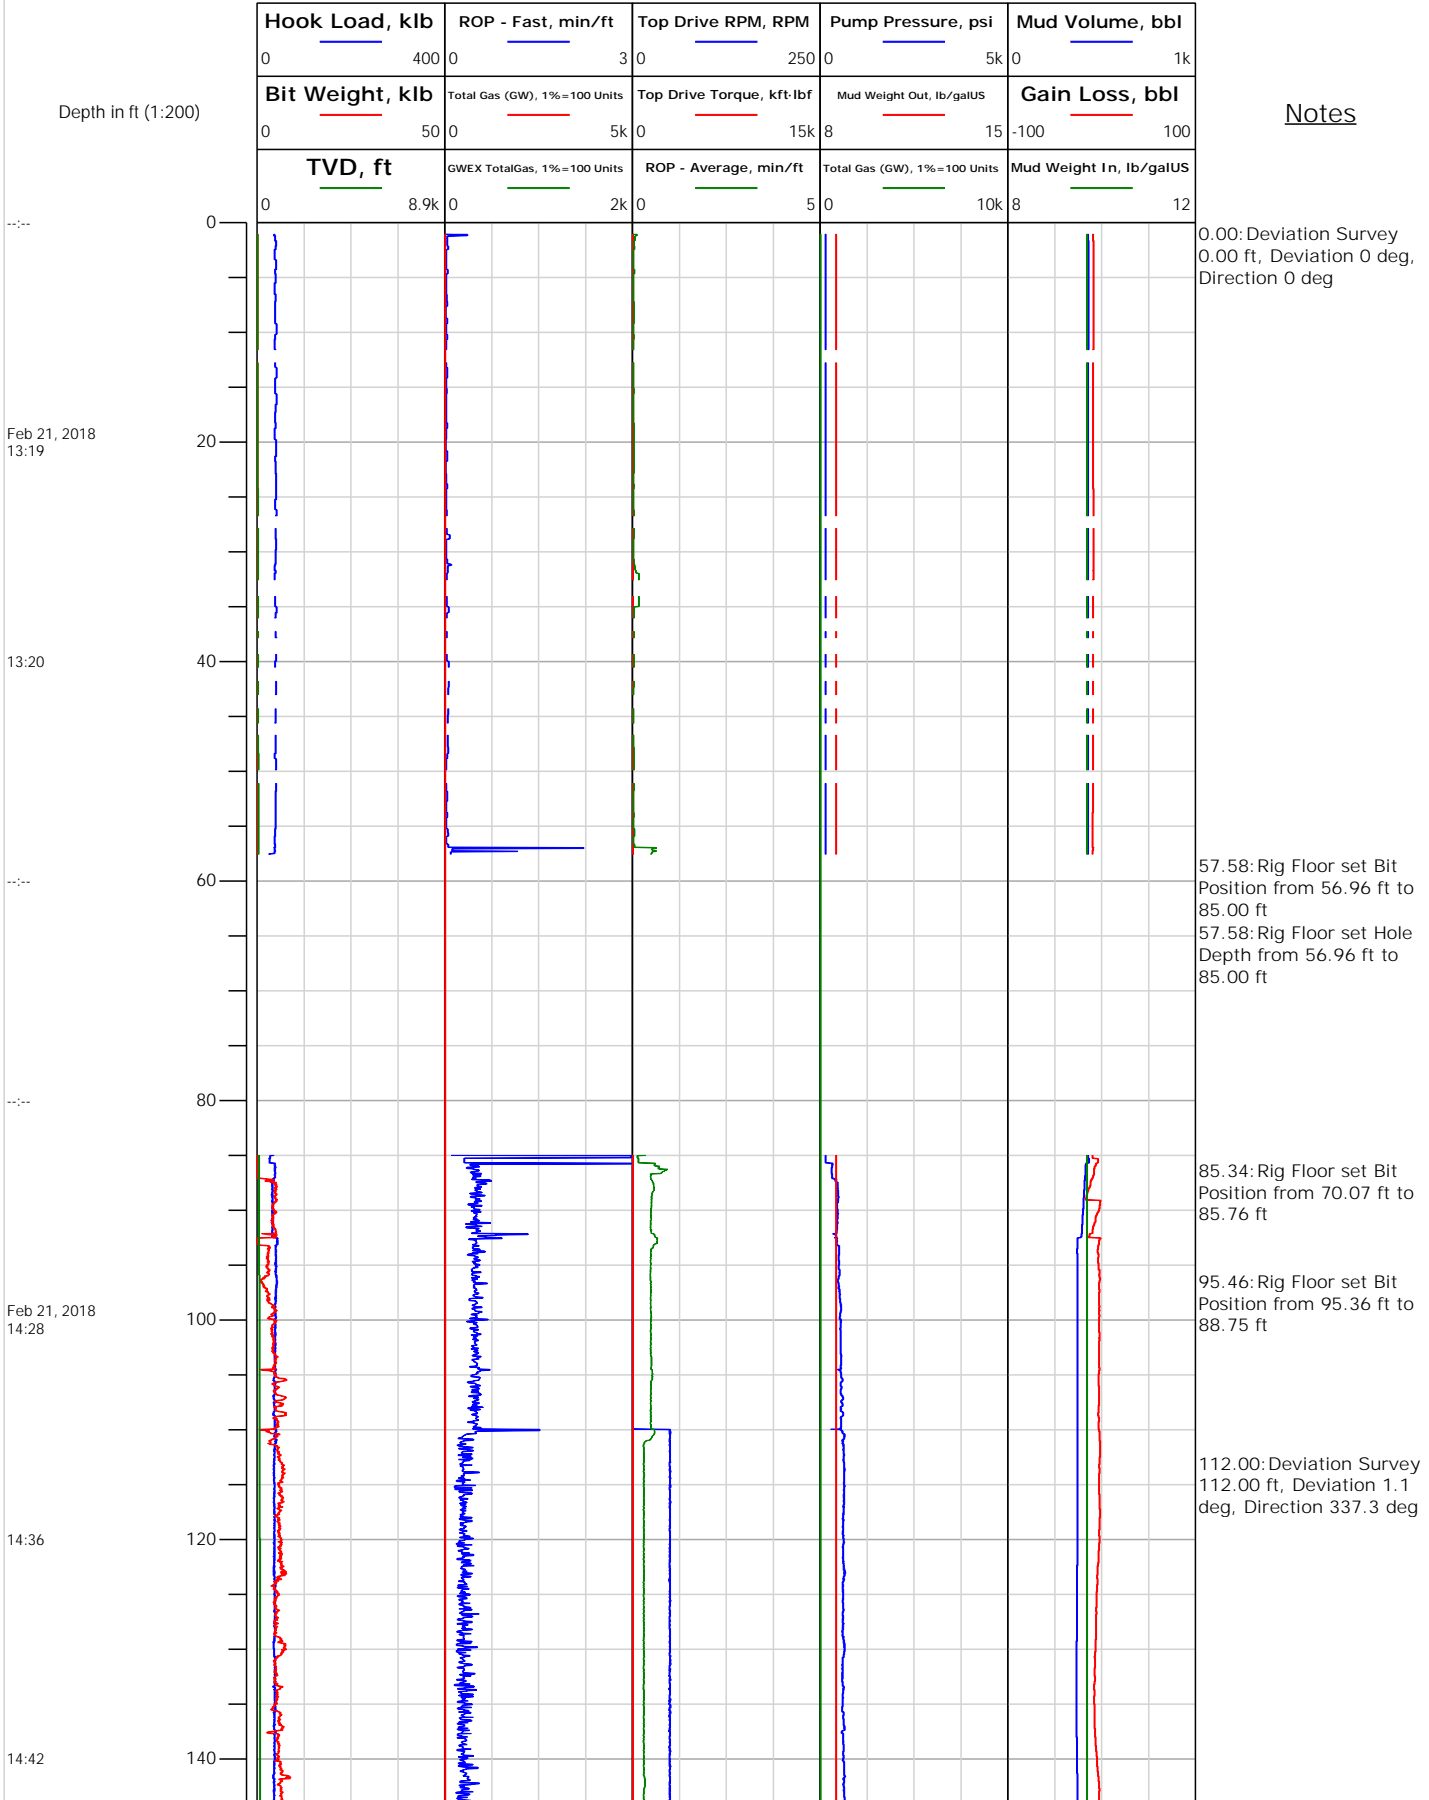 Hook Load, klb
0 400
ROP - Fast, min/ft
0 3
Top Drive RPM, RPM
0 250
Pump Pressure, psi
0 5k
Mud Volume, bbl
0 1k
Depth in ft (1:200)
Bit Weight, klb
0 50
Total Gas (GW), 1%=100 Units
0 5k
Top Drive Torque, kft·lbf
0 15k
Mud Weight Out, lb/galUS
8 15
Gain Loss, bbl
-100 100
Notes
TVD, ft
0 8.9k
GWEX TotalGas, 1%=100 Units
0 2k
ROP - Average, min/ft
0 5
Total Gas (GW), 1%=100 Units
0 10k
Mud Weight In, lb/galUS
8 12
--:-- 0
0.00: Deviation Survey
0.00 ft, Deviation 0 deg,
Direction 0 deg
Feb 21, 2018
13:19
20
13:20 40
57.58: Rig Floor set Bit
Position from 56.96 ft to
85.00 ft
--:-- 60
57.58: Rig Floor set Hole
Depth from 56.96 ft to
85.00 ft
--:-- 80
85.34: Rig Floor set Bit
Position from 70.07 ft to
85.76 ft
95.46: Rig Floor set Bit
Position from 95.36 ft to
88.75 ft
Feb 21, 2018
14:28
100
112.00: Deviation Survey
112.00 ft, Deviation 1.1
deg, Direction 337.3 deg
14:36 120
14:42 140